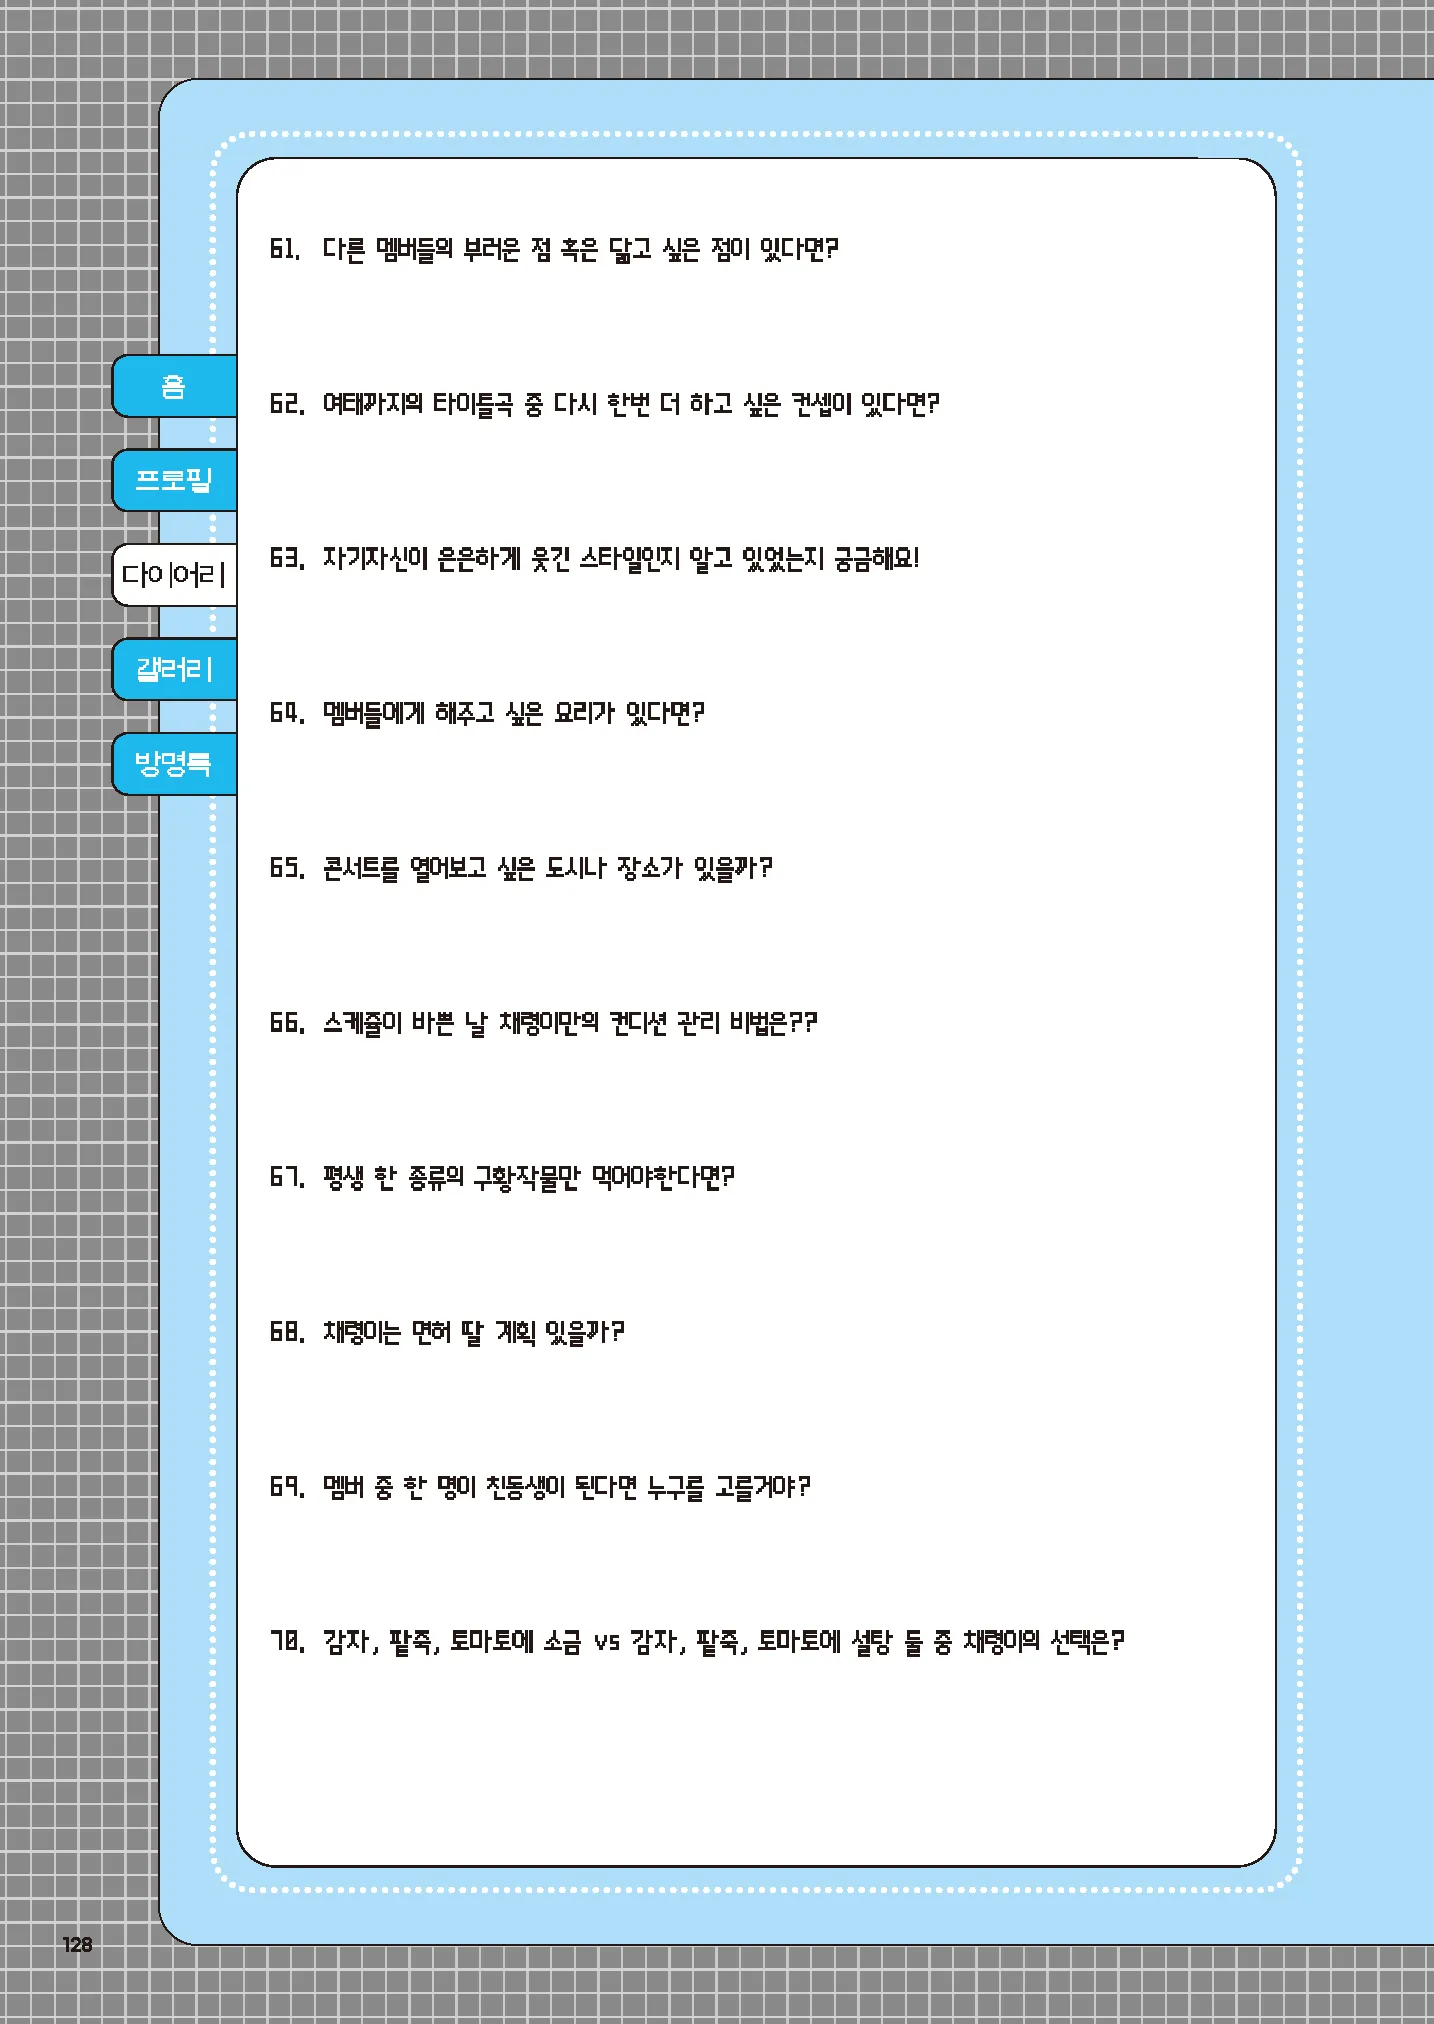 61. 다른 멤버들의 부러운 점 혹은 닮고 싶은 점이 있다면?
62. 여태까지의 타이틀곡 중 다시 한번 더 하고 싶은 컨셉이 있다면?
63. 자기자신이 은은하게 웃긴 스타일인지 알고 있었는지 궁금해요!
64. 멤버들에게 해주고 싶은 요리가 있다면?
65. 콘서트를 열어보고 싶은 도시나 장소가 있을까?
66. 스케쥴이 바쁜 날 채령이만의 컨디션 관리 비법은??
67. 평생 한 종류의 구황작물만 먹어야한다면?
68. 채령이는 면허 딸 계획 있을까?
69. 멤버 중 한 명이 친동생이 된다면 누구를 고를거야?
70. 감자, 팥죽, 토마토에 소금 vs 감자, 팥죽, 토마토에 설탕 둘 중 채령이의 선택은?
홈
프로필
다이어리
갤러리
방명록
128